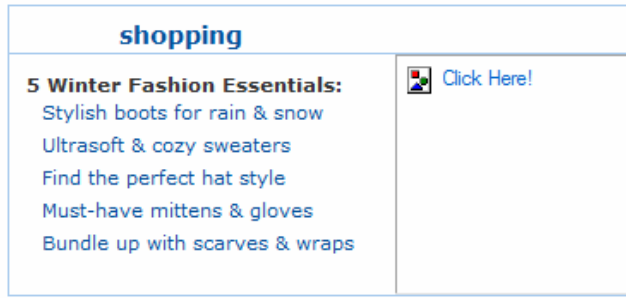 shopping
5 Winter Fashion Essentials:
Stylish boots for rain & snow
Ultrasoft & cozy sweaters
Find the perfect hat style
Must-have mittens & gloves
Bundle up with scarves & wraps
Click Here!